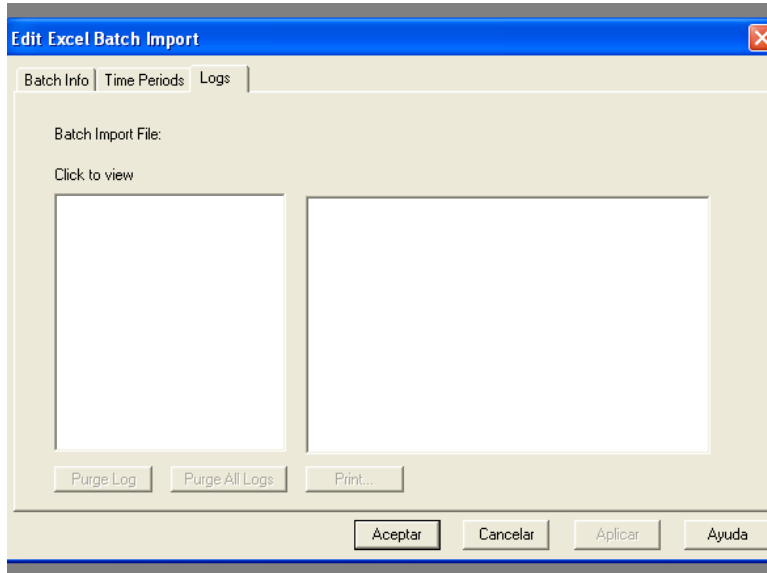 Edit Excel Batch Import
Batch Info Time Periods Logs
Batch Import File:
Click to view
Purge Log Purge All Logs Print...
Aceptar Cancelar Aplicar Ayuda